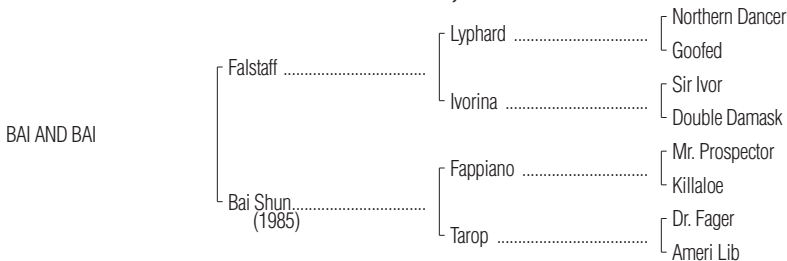 Northern Dancer
Lyphard ..................................
Goofed
Falstaff ....................................
Sir Ivor
Ivorina ....................................
Double Damask
BAI AND BAI
Mr. Prospector
Fappiano ..................................
Killaloe
Bai Shun..................................
(1985)
Dr. Fager
Tarop ......................................
Ameri Lib